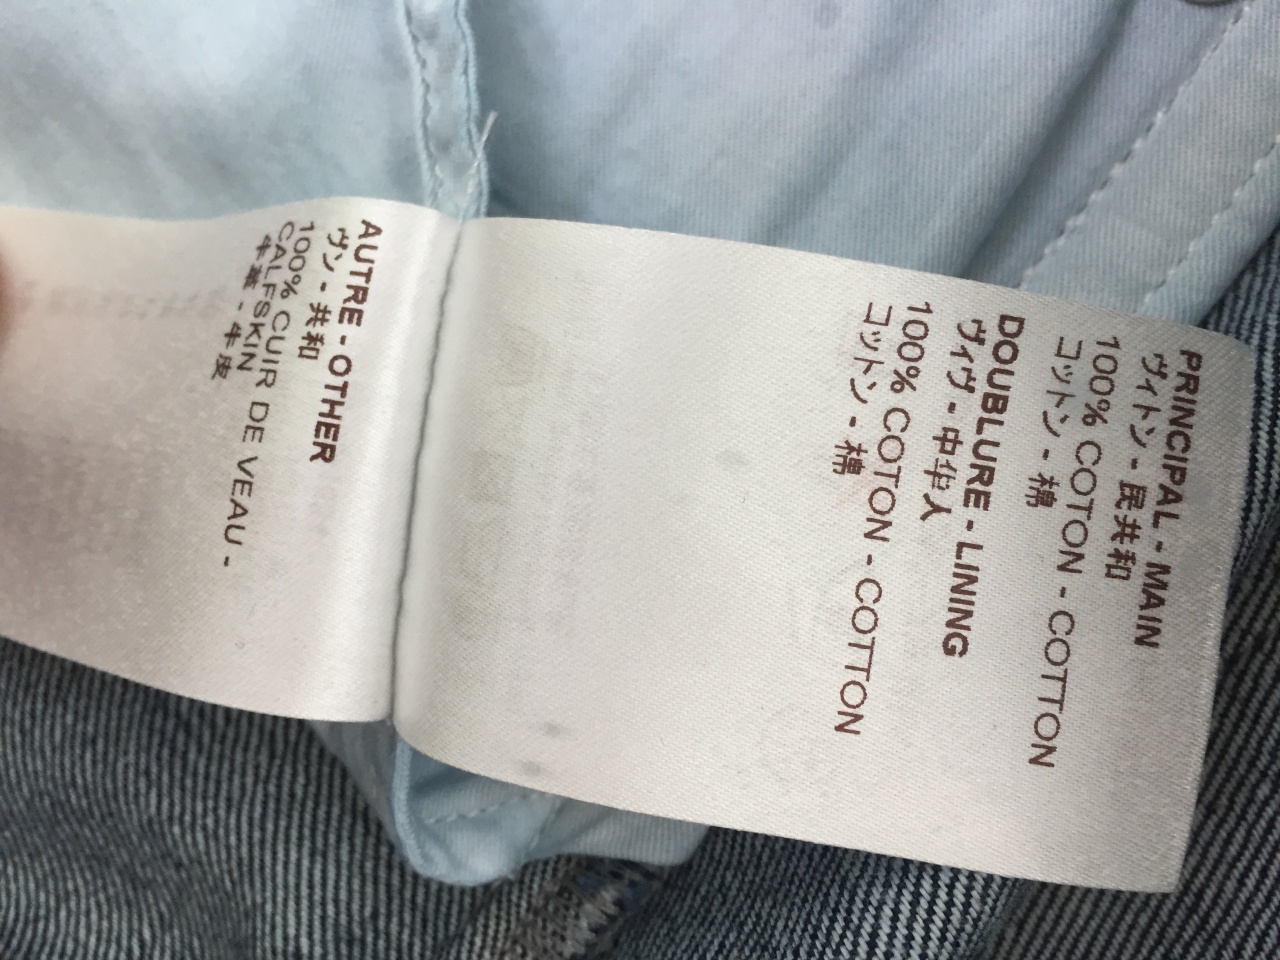 PRINCIPAL - MAIN
ヴィトン - 民共和
100% COTON - COTTON
コットン - 棉
DOUBLURE - LINING
ヴィヴ - 中华人
100% COTON - COTTON
コットン - 棉
AUTRE - OTHER
ヴン - 共和
100% CUIR DE VEAU -
CALFSKIN
牛革 - 牛皮